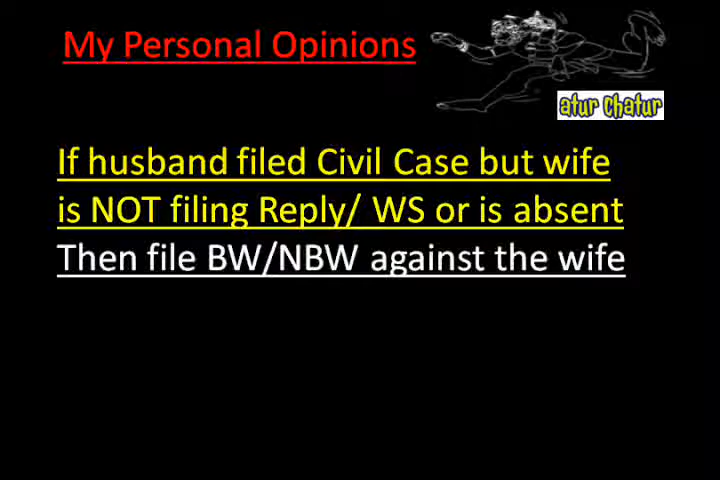 My Personal Opinions
atur chatur
If husband filed Civil Case but wife
is NOT filing Reply/ WS or is absent
Then file BW/NBW against the wife